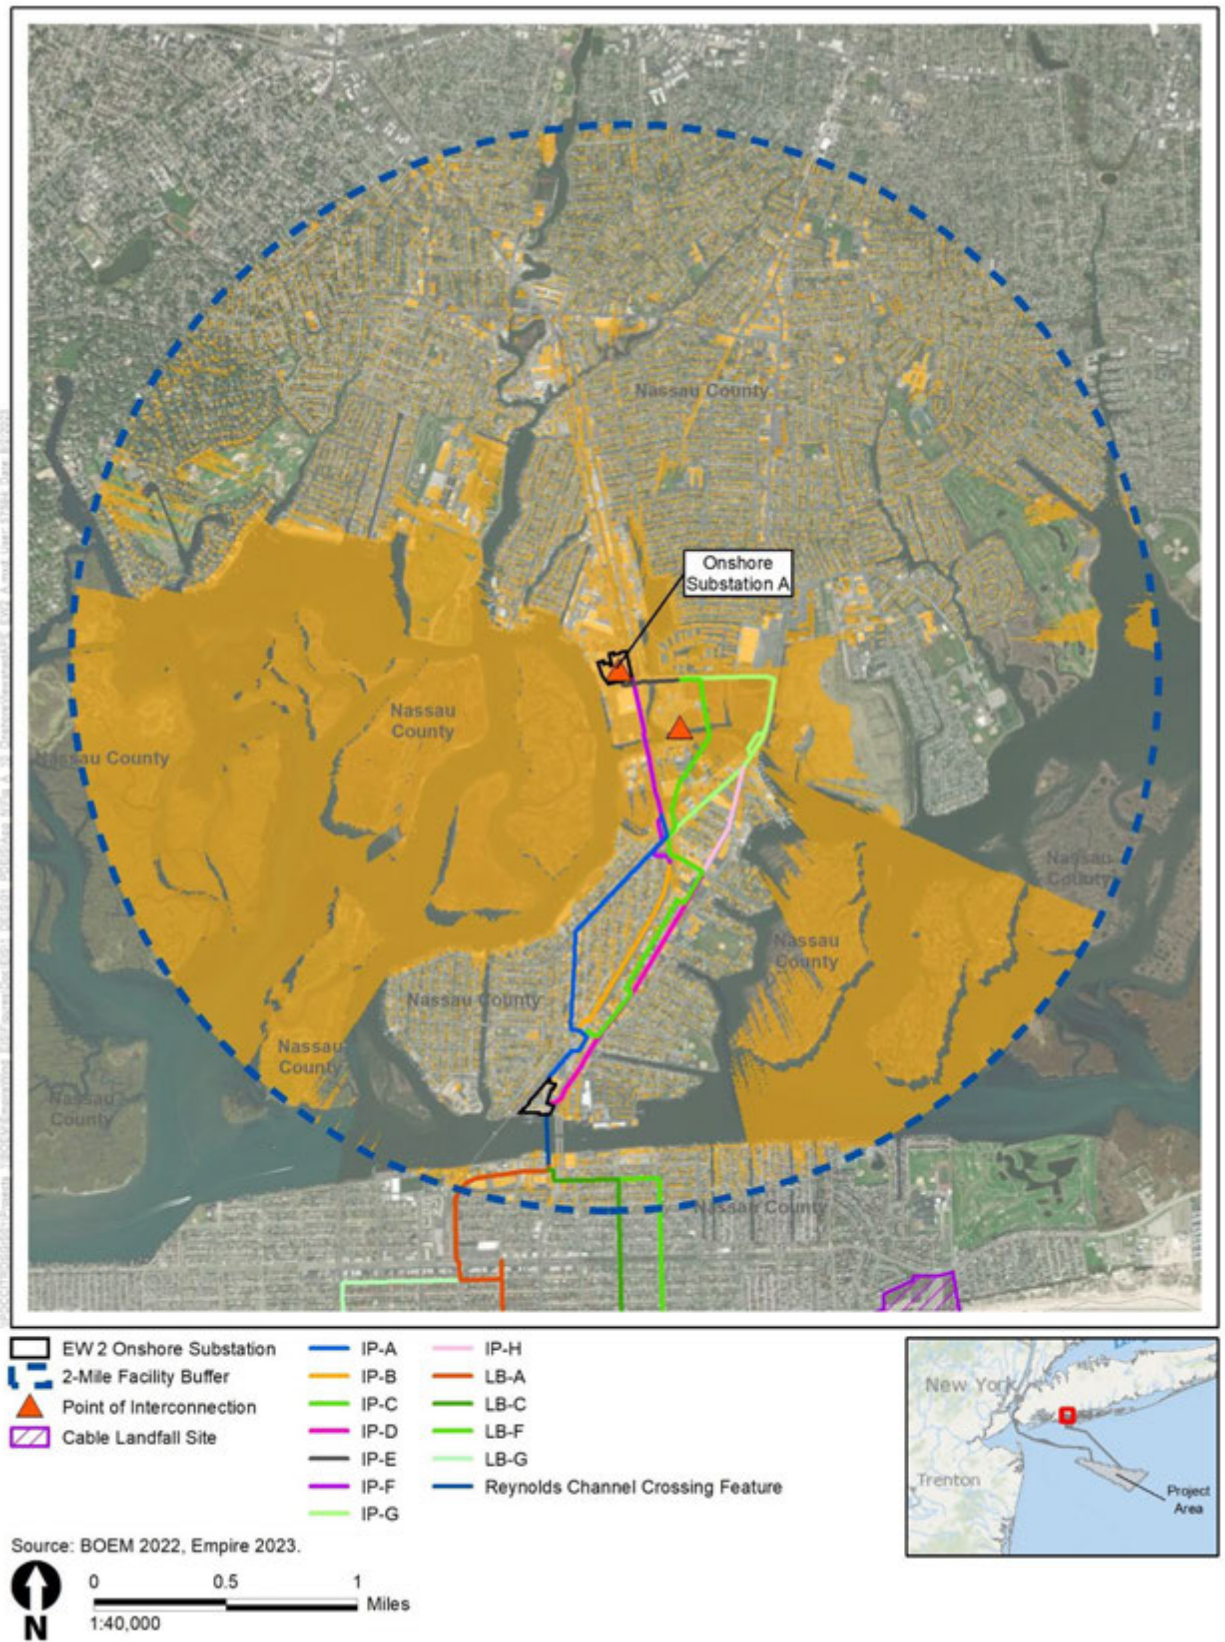 Nassau County
Onshore
Substation A
Nassau
County
Nassau County
Nassau
County
Nassau
County
Nassau County
Nassau
County
Nassau
County
Nassau County
EW 2 Onshore Substation
2-Mile Facility Buffer
Point of Interconnection
Cable Landfall Site
IP-A
IP-B
IP-C
IP-D
IP-E
IP-F
IP-G
IP-H
LB-A
LB-C
LB-F
LB-G
Reynolds Channel Crossing Feature
New York
Trenton
Project
Area
Source: BOEM 2022, Empire 2023.
N
0 0.5 1
Miles
1:40,000